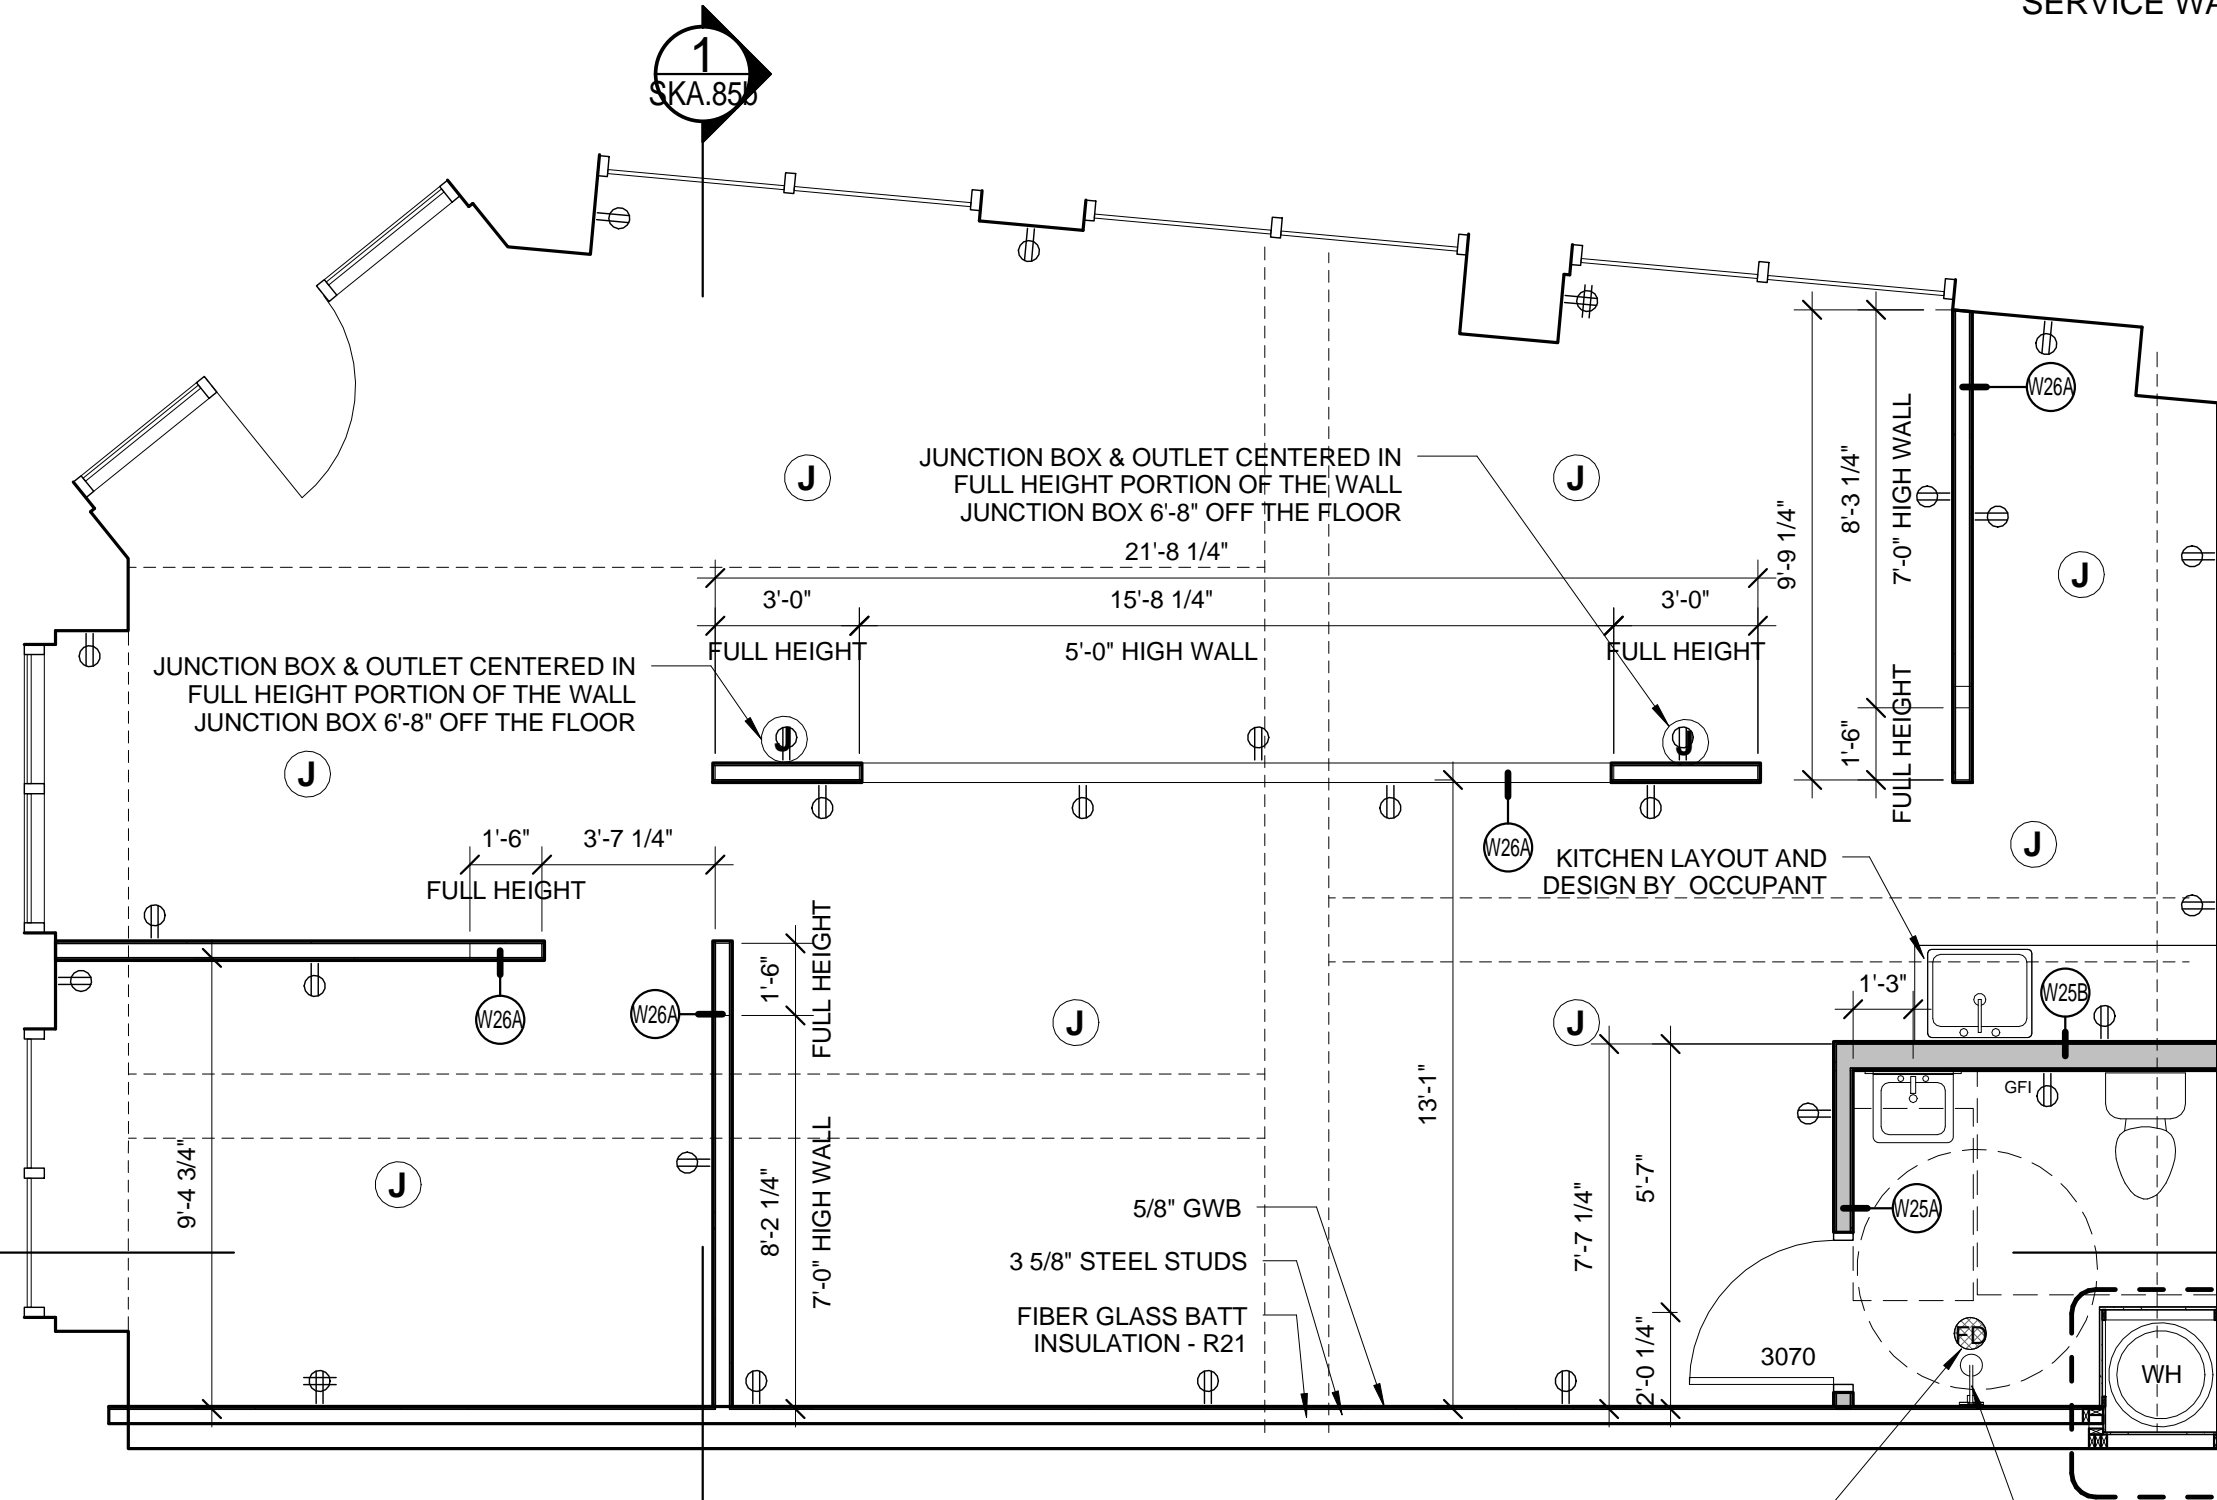 SERVICE WA
1
SKA.85b
W26A
JUNCTION BOX & OUTLET CENTERED IN
FULL HEIGHT PORTION OF THE WALL
JUNCTION BOX 6'-8" OFF THE FLOOR
J
J
9'-9 1/4"
8'-3 1/4"
7'-0" HIGH WALL
J
21'-8 1/4"
3'-0"
15'-8 1/4"
3'-0"
FULL HEIGHT
5'-0" HIGH WALL
FULL HEIGHT
JUNCTION BOX & OUTLET CENTERED IN
FULL HEIGHT PORTION OF THE WALL
JUNCTION BOX 6'-8" OFF THE FLOOR
J
J
J
1'-6"
FULL HEIGHT
1'-6"
3'-7 1/4"
FULL HEIGHT
W26A
KITCHEN LAYOUT AND
DESIGN BY OCCUPANT
J
W26A
W26A
1'-6"
FULL HEIGHT
J
J
1'-3"
W25B
GFI
13'-1"
9'-4 3/4"
J
8'-2 1/4"
7'-0" HIGH WALL
5/8" GWB
3 5/8" STEEL STUDS
FIBER GLASS BATT
INSULATION - R21
7'-7 1/4"
5'-7"
2'-0 1/4"
W25A
3070
FD
WH